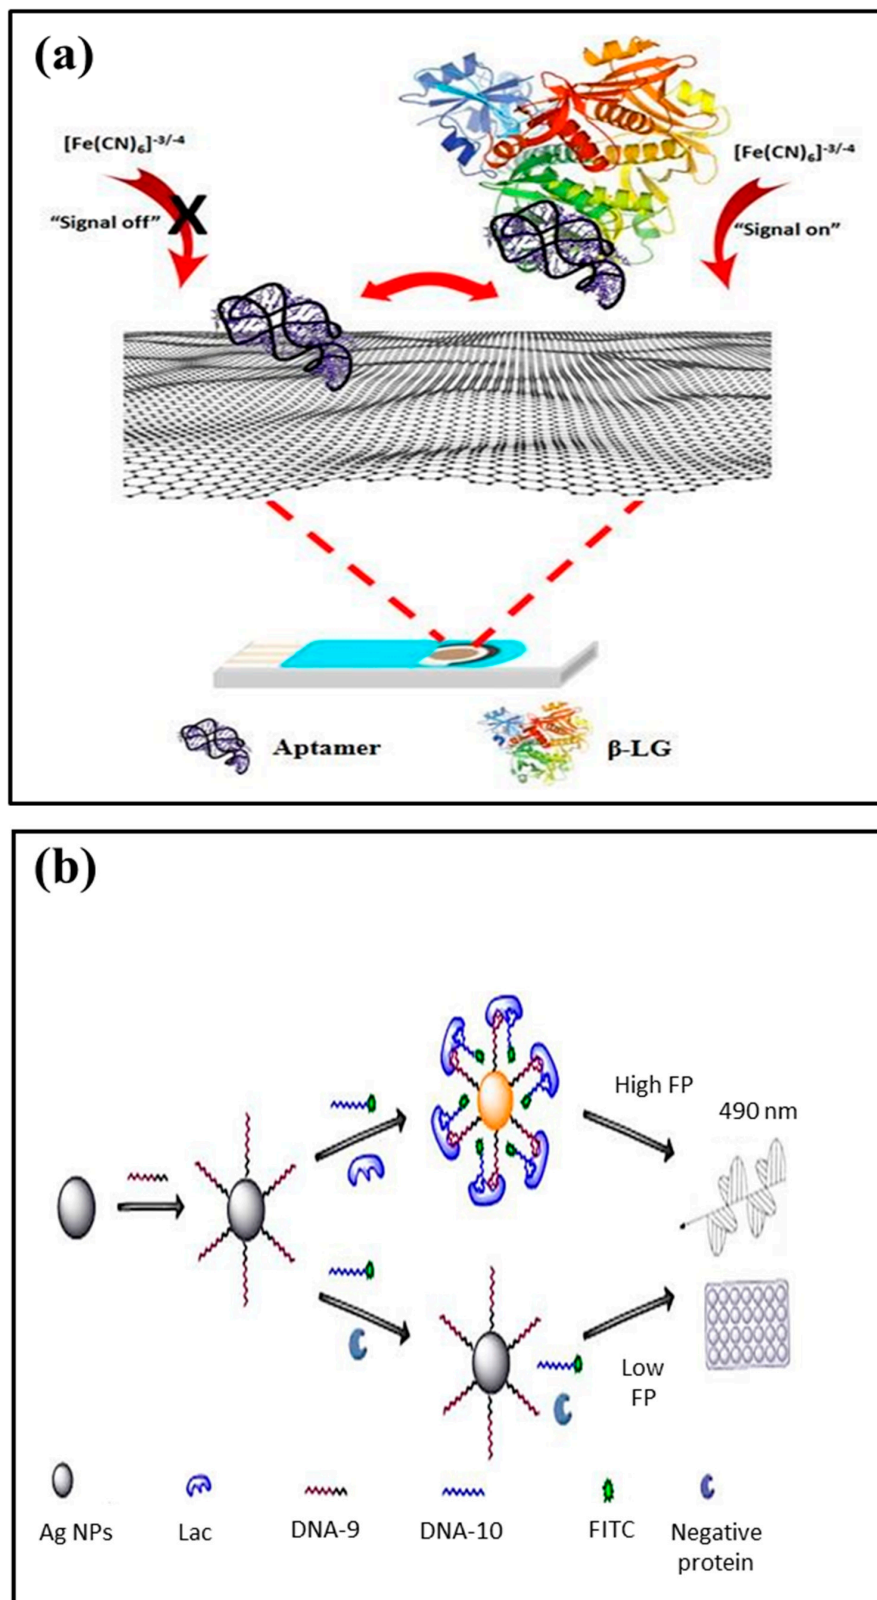 (a)
[Fe(CN)₆]⁻³/⁻⁴
[Fe(CN)₆]⁻³/⁻⁴
“Signal off”
X
“Signal on”
Aptamer
β-LG
(b)
High FP
490 nm
Low
FP
Ag NPs
Lac
DNA-9
DNA-10
FITC
Negative
protein